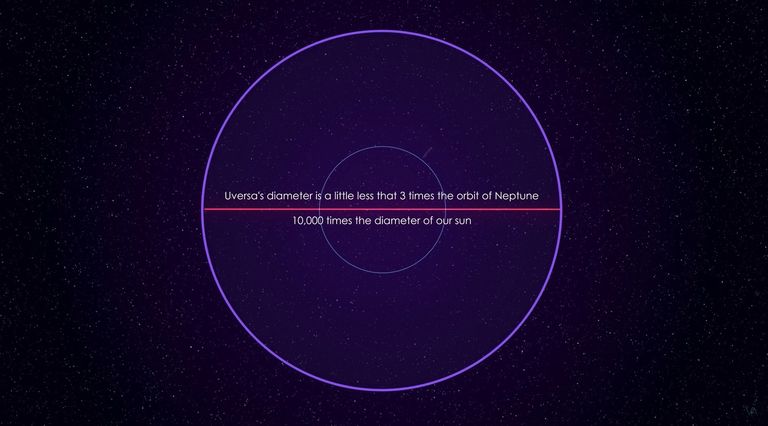 Uversa's diameter is a little less that 3 times the orbit of Neptune
10,000 times the diameter of our sun